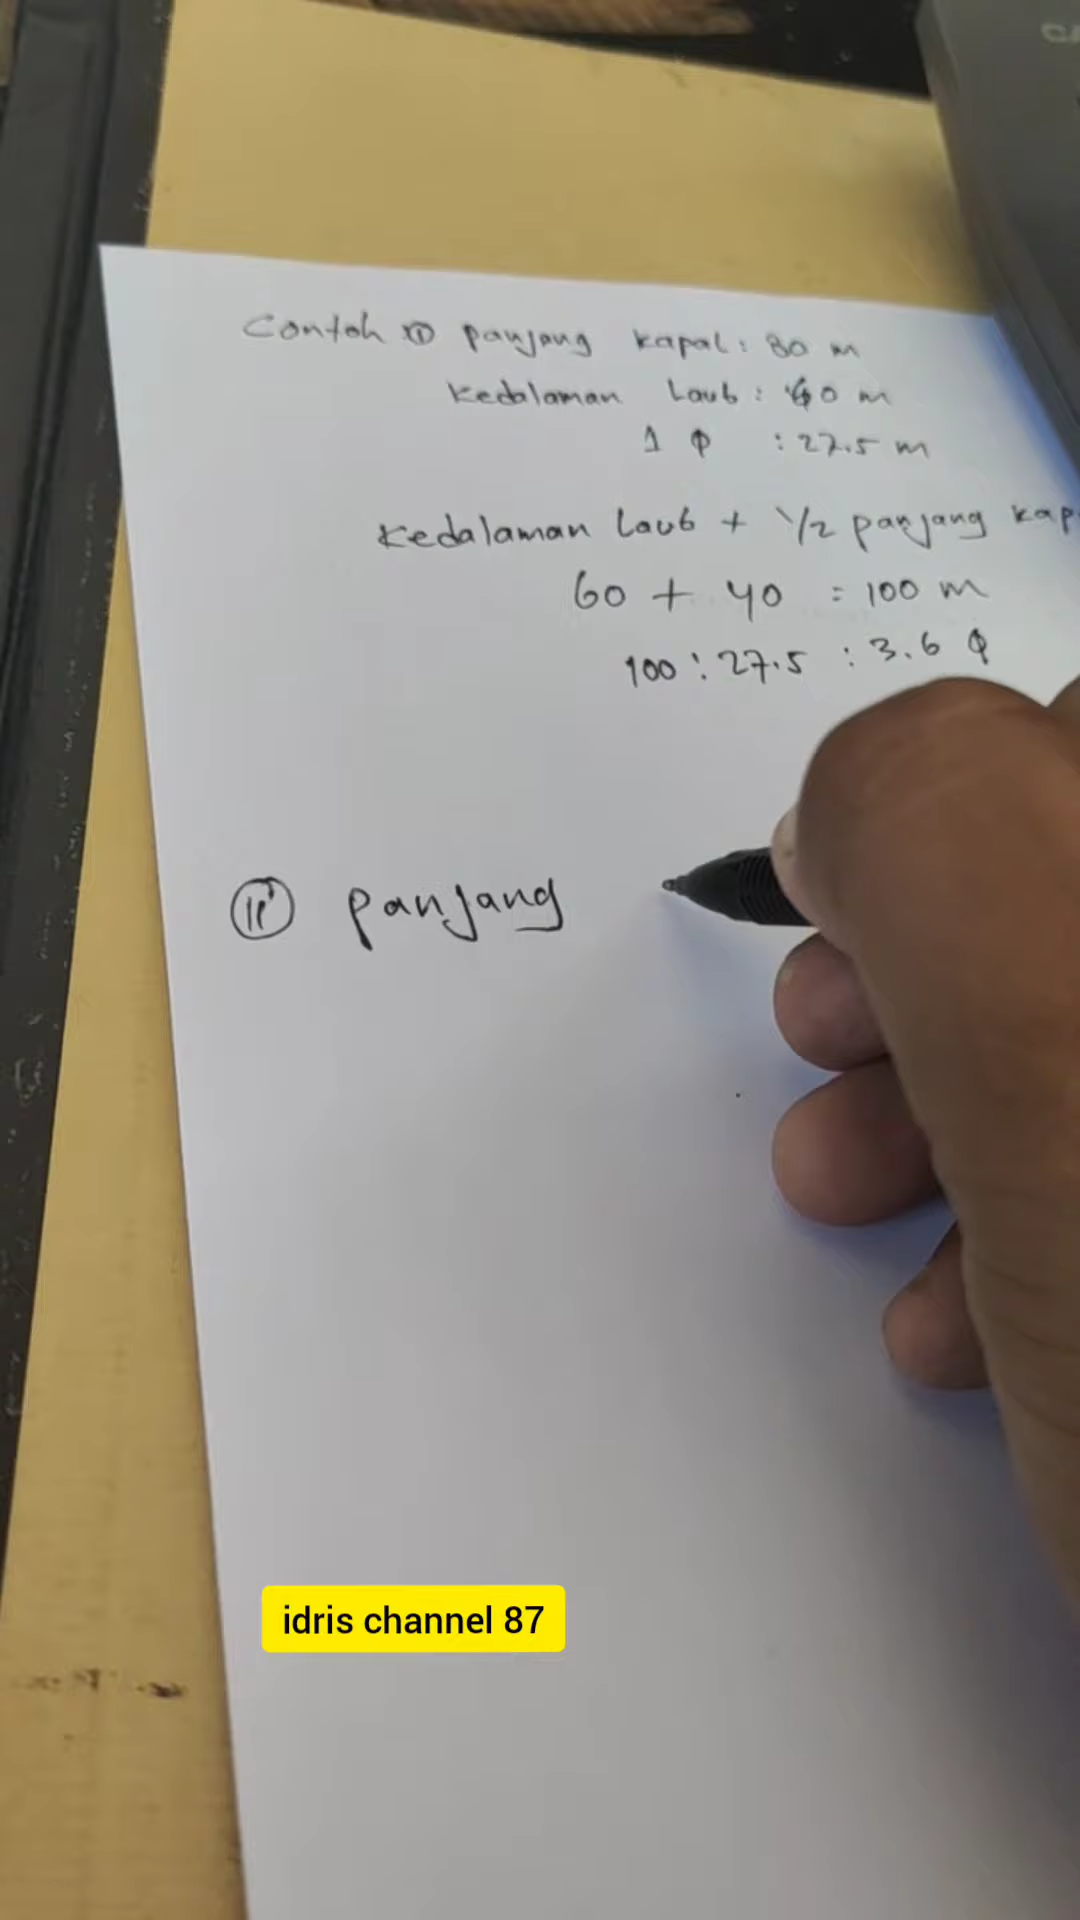 Contoh ① panjang kapal : 80 m
Kedalaman Laut : 60 m
1 ϕ : 27.5 m
Kedalaman Laut + 1/2 panjang kap
60 + 40 = 100 m
100 : 27.5 : 3.6 ϕ
⑪ panjang
idris channel 87